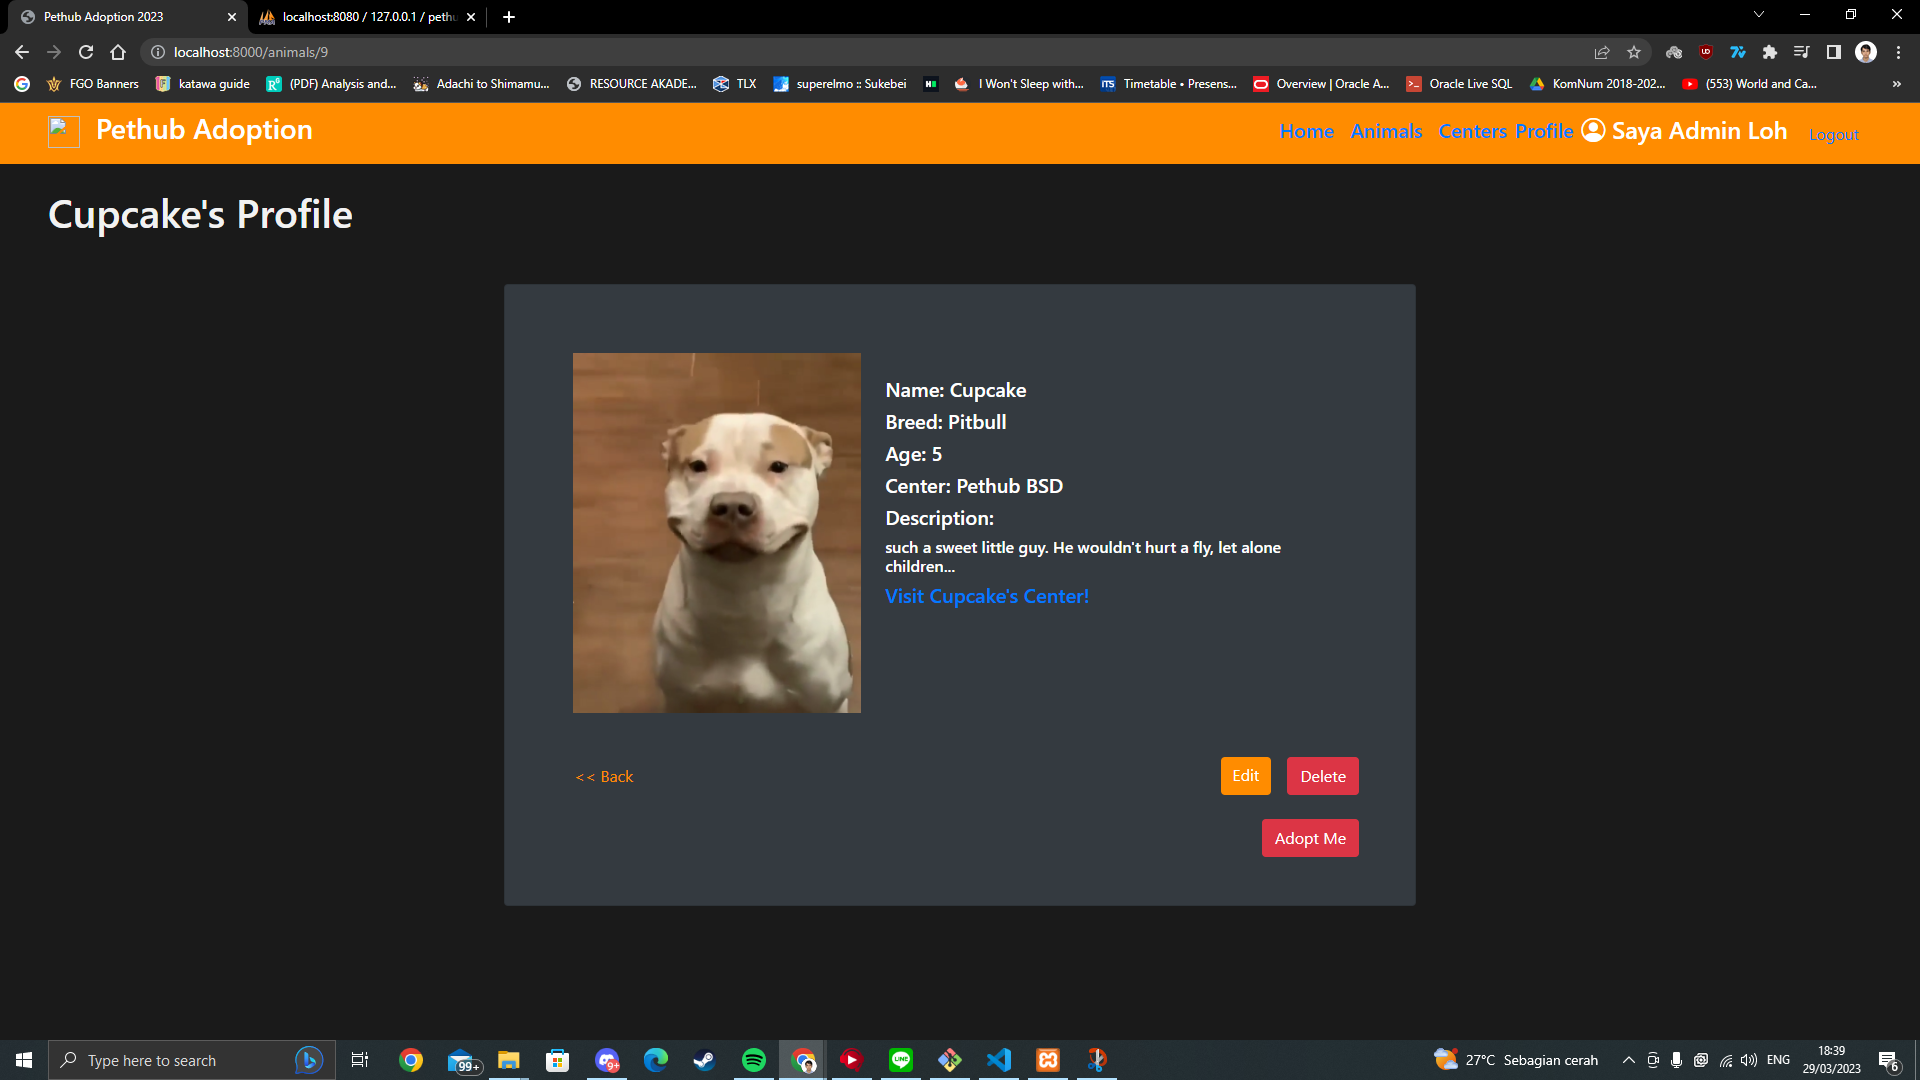 Pethub Adoption 2023
localhost:8080 / 127.0.0.1 / pethu
localhost:8000/animals/9
FGO Banners
katawa guide
(PDF) Analysis and...
Adachi to Shimamu...
RESOURCE AKADE...
TLX
superelmo :: Sukebei
I Won't Sleep with...
ITS
Timetable • Presens...
Overview | Oracle A...
Oracle Live SQL
KomNum 2018-202...
(553) World and Ca...
»
Pethub Adoption
Home Animals Centers Profile Saya Admin Loh Logout
Cupcake's Profile
Name: Cupcake
Breed: Pitbull
Age: 5
Center: Pethub BSD
Description:
such a sweet little guy. He wouldn't hurt a fly, let alone
children...
Visit Cupcake's Center!
<< Back
Edit
Delete
Adopt Me
Type here to search
99+
9+
LINE
27°C Sebagian cerah
ENG
18:39
29/03/2023
6